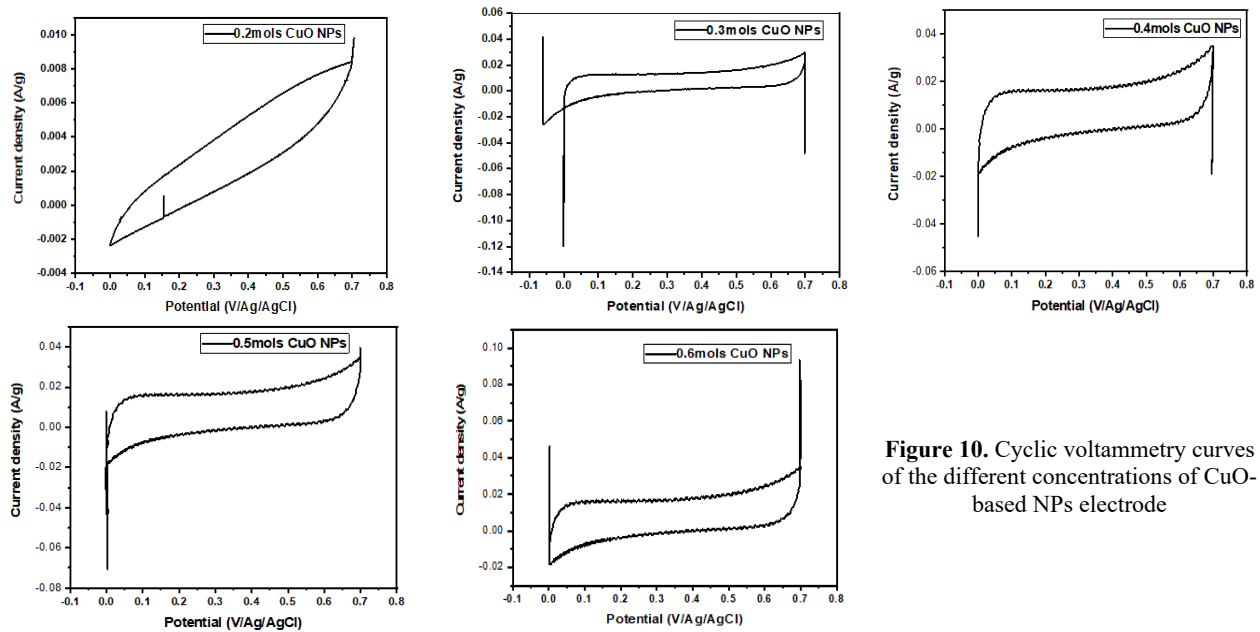 0.2mols CuO NPs
0.010
0.008
0.006
0.004
0.002
0.000
-0.002
-0.004
Current density (A/g)
-0.1 0.0 0.1 0.2 0.3 0.4 0.5 0.6 0.7 0.8
Potential (V/Ag/AgCl)
0.3mols CuO NPs
0.06
0.04
0.02
0.00
-0.02
-0.04
-0.06
-0.08
-0.10
-0.12
-0.14
Current density (A/g)
-0.1 0.0 0.1 0.2 0.3 0.4 0.5 0.6 0.7 0.8
Potential (V/Ag/AgCl)
0.4mols CuO NPs
0.04
0.02
0.00
-0.02
-0.04
-0.06
Current density (A/g)
-0.1 0.0 0.1 0.2 0.3 0.4 0.5 0.6 0.7 0.8
Potential (V/Ag/AgCl)
0.5mols CuO NPs
0.04
0.02
0.00
-0.02
-0.04
-0.06
-0.08
Current density (A/g)
-0.1 0.0 0.1 0.2 0.3 0.4 0.5 0.6 0.7 0.8
Potential (V/Ag/AgCl)
0.6mols CuO NPs
0.10
0.08
0.06
0.04
0.02
0.00
-0.02
Current density (A/g)
-0.1 0.0 0.1 0.2 0.3 0.4 0.5 0.6 0.7 0.8
Potential (V/Ag/AgCl)
Figure 10. Cyclic voltammetry curves
of the different concentrations of CuO-
based NPs electrode